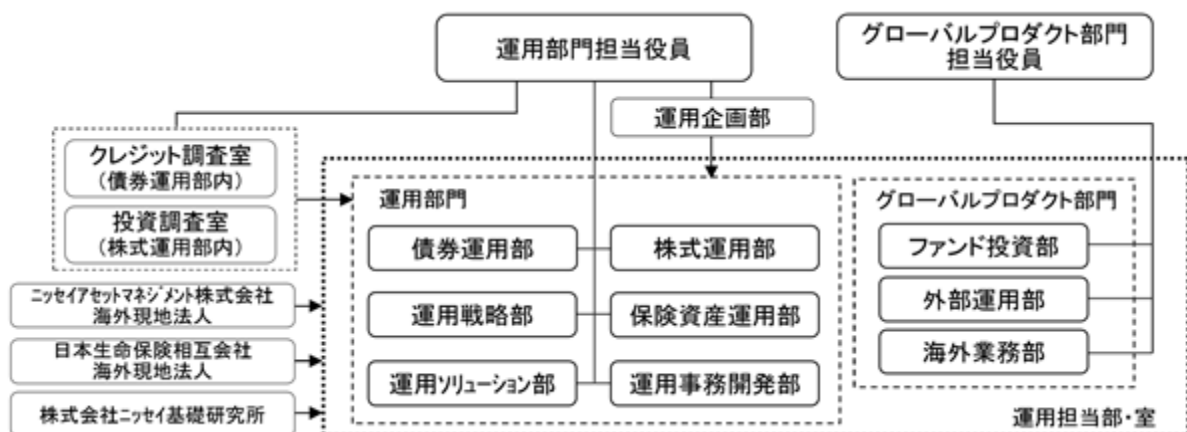 運用部門担当役員
グローバルプロダクト部門
担当役員
運用企画部
クレジット調査室
(債券運用部内)
投資調査室
(株式運用部内)
運用部門
グローバルプロダクト部門
債券運用部
株式運用部
ファンド投資部
ニッセイアセットマネジメント株式会社
海外現地法人
運用戦略部
保険資産運用部
外部運用部
日本生命保険相互会社
海外現地法人
海外業務部
運用ソリューション部
運用事務開発部
株式会社ニッセイ基礎研究所
運用担当部・室